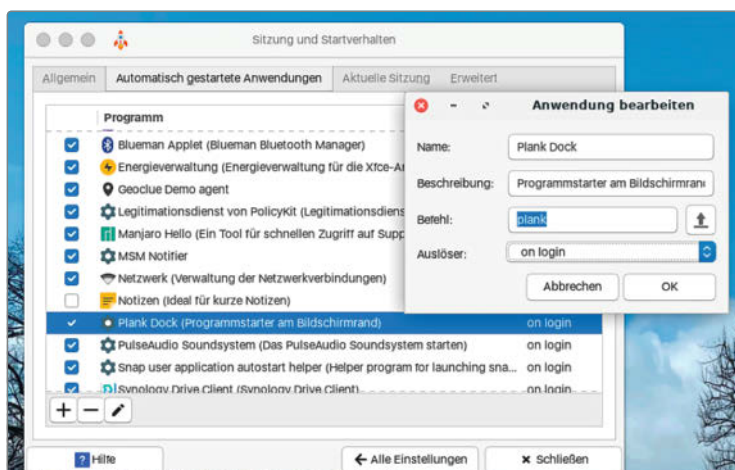 Sitzung und Startverhalten
Allgemein Automatisch gestartete Anwendungen Aktuelle Sitzung Erweitert
Programm
Blueman Applet (Blueman Bluetooth Manager)
Energieverwaltung (Energieverwaltung für die Xfce-
Geoclue Demo agent
Legitimationsdienst von PolicyKit (Legitimationsdiens
Manjaro Hello (Ein Tool für schnellen Zugriff auf Supp
MSM Notifier
Netzwerk (Verwaltung der Netzwerkverbindungen)
Notizen (Ideal für kurze Notizen)
Plank Dock (Programmstarter am Bildschirmrand) on login
PulseAudio Soundsystem (Das PulseAudio Soundsystem starten) on login
Snap user application autostart helper (Helper program for launching sna... on login
Synology Drive Client (Synology Drive Client) on login
Hilfe Alle Einstellungen Schließen
Anwendung bearbeiten
Name: Plank Dock
Beschreibung: Programmstarter am Bildschirmran
Befehl: plank
Auslöser: on login
Abbrechen OK